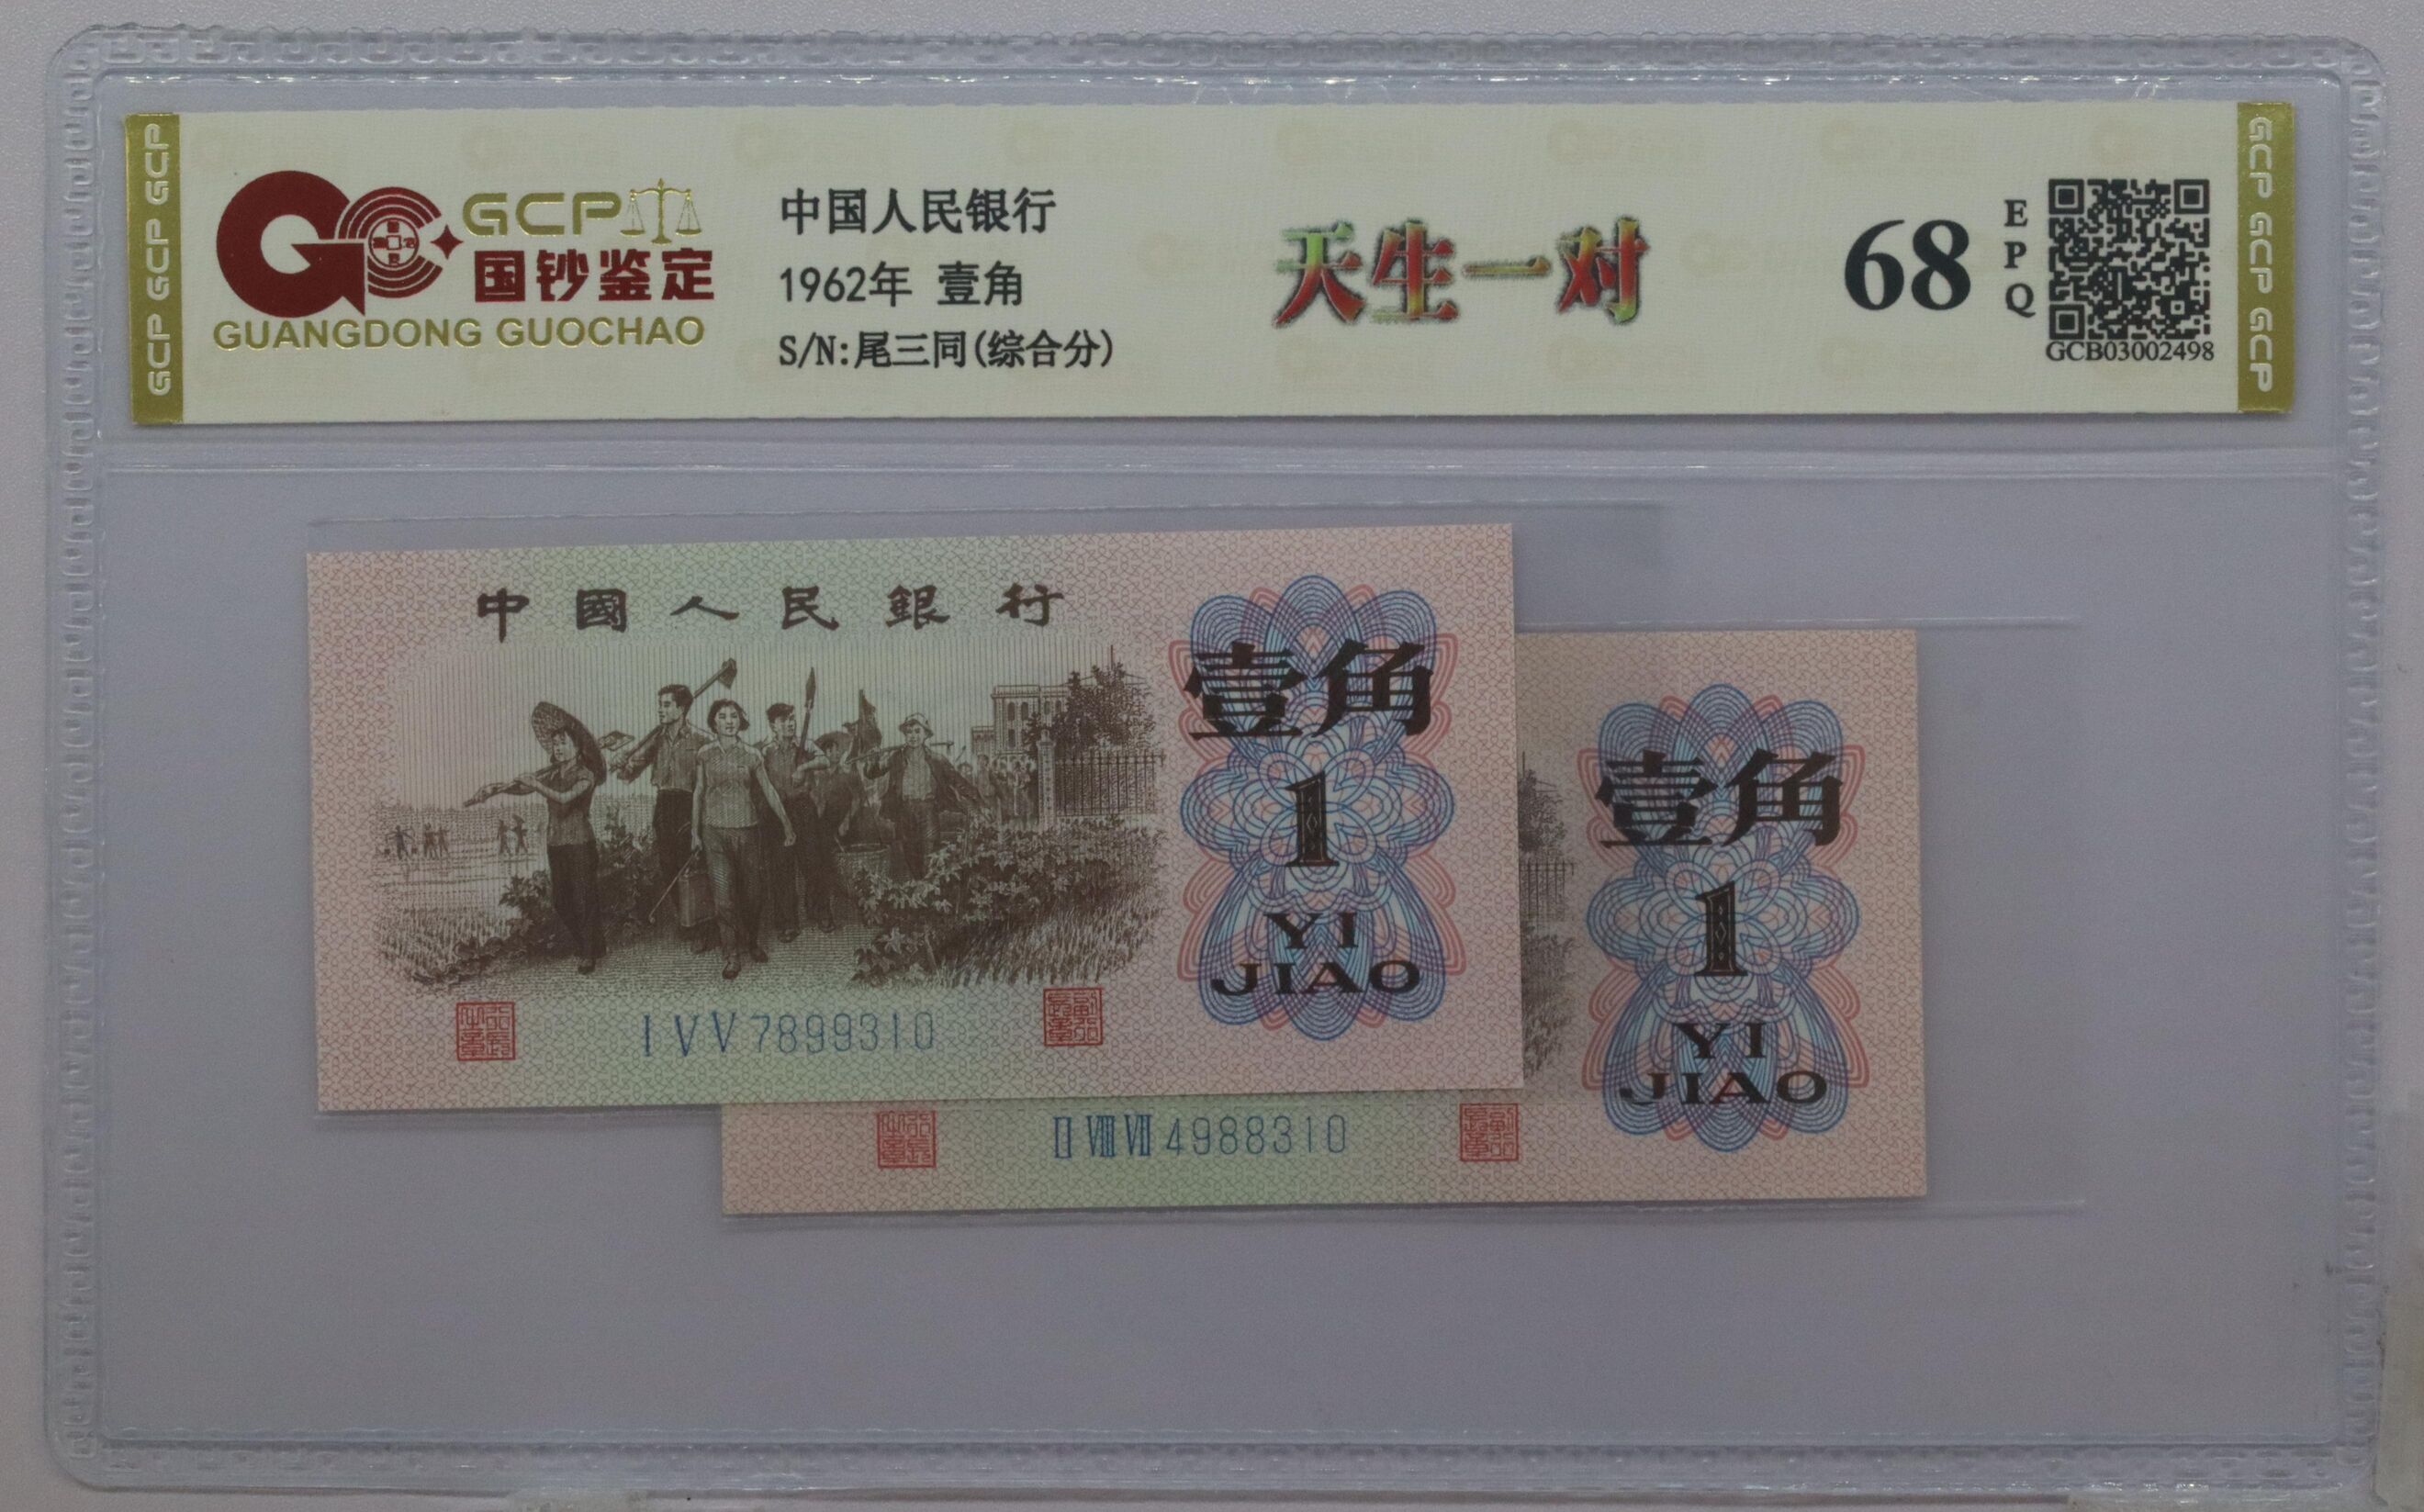 GCP GCP GCP
GCP
国钞鉴定
GUANGDONG GUOCHAO
中国人民银行
1962年 壹角
S/N:尾三同(综合分)
天生一对
68
EPQ
GCB03002498
GCP GCP GCP
中國人民銀行
壹角
1
YI
JIAO
I V V 7899310
壹角
1
YI
JIAO
II VIII VII 4988310